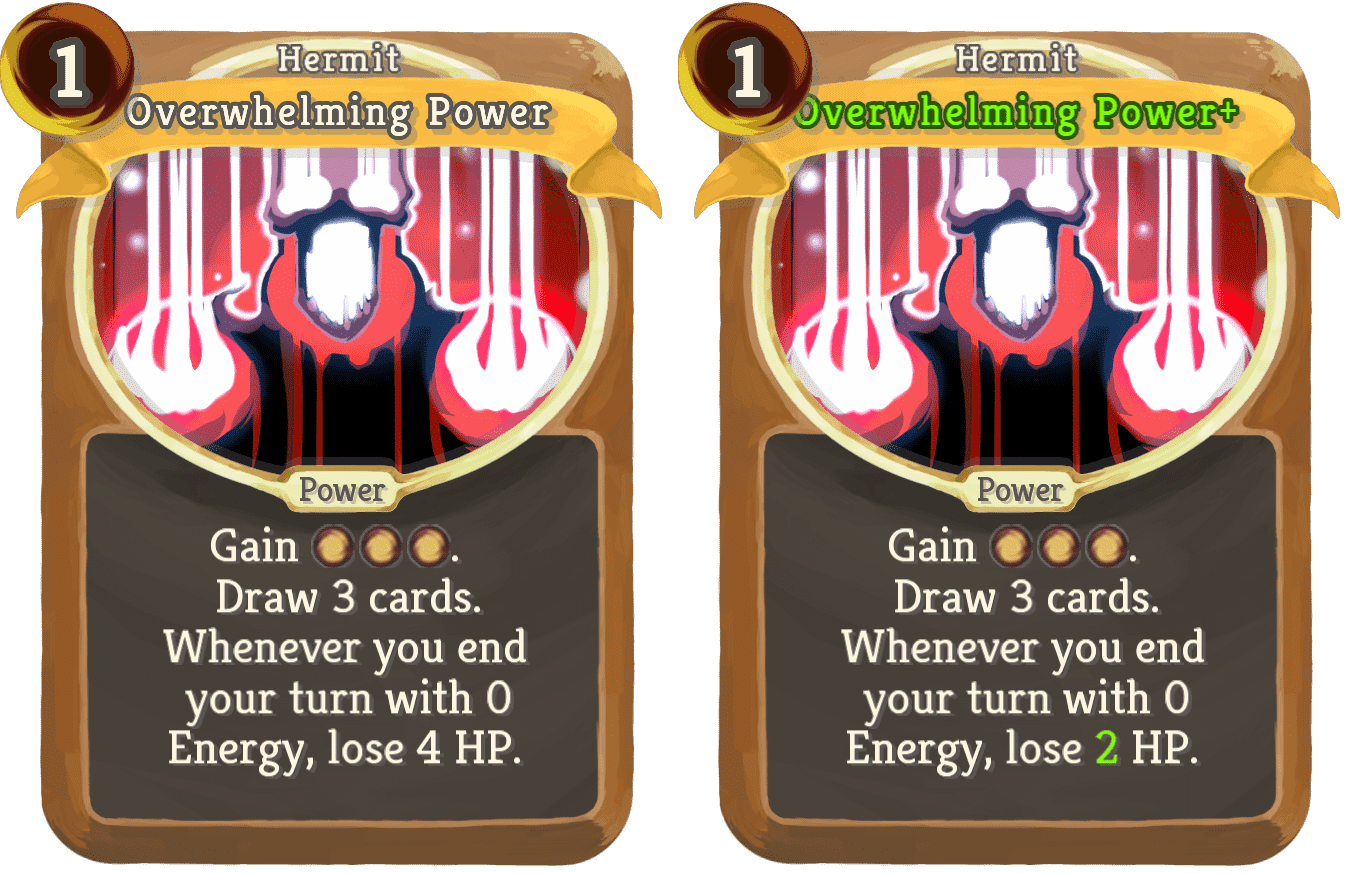 1
Hermit
Overwhelming Power
Power
Gain.
Draw 3 cards.
Whenever you end
your turn with 0
Energy, lose 4 HP.
1
Hermit
Overwhelming Power+
Power
Gain.
Draw 3 cards.
Whenever you end
your turn with 0
Energy, lose 2 HP.